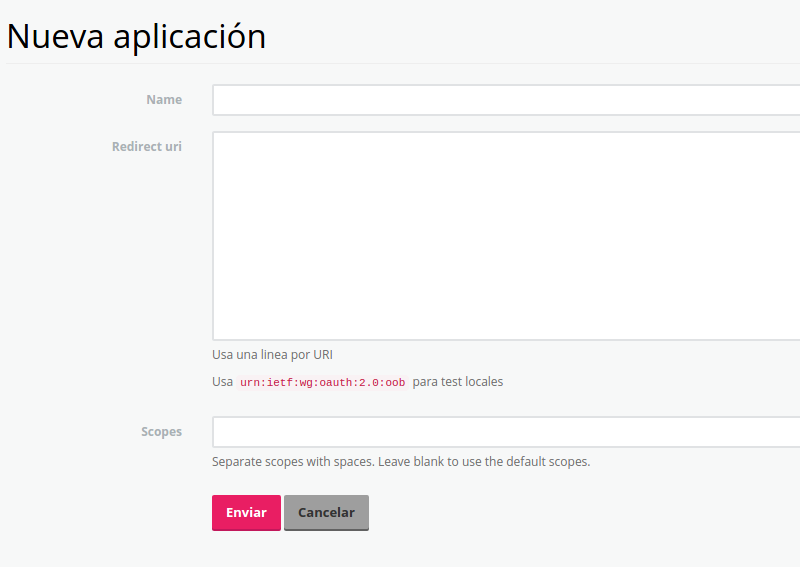 Nueva aplicación
Name
Redirect uri
Usa una linea por URI
Usa urn:ietf:wg:oauth:2.0:oob para test locales
Scopes
Separate scopes with spaces. Leave blank to use the default scopes.
Enviar Cancelar